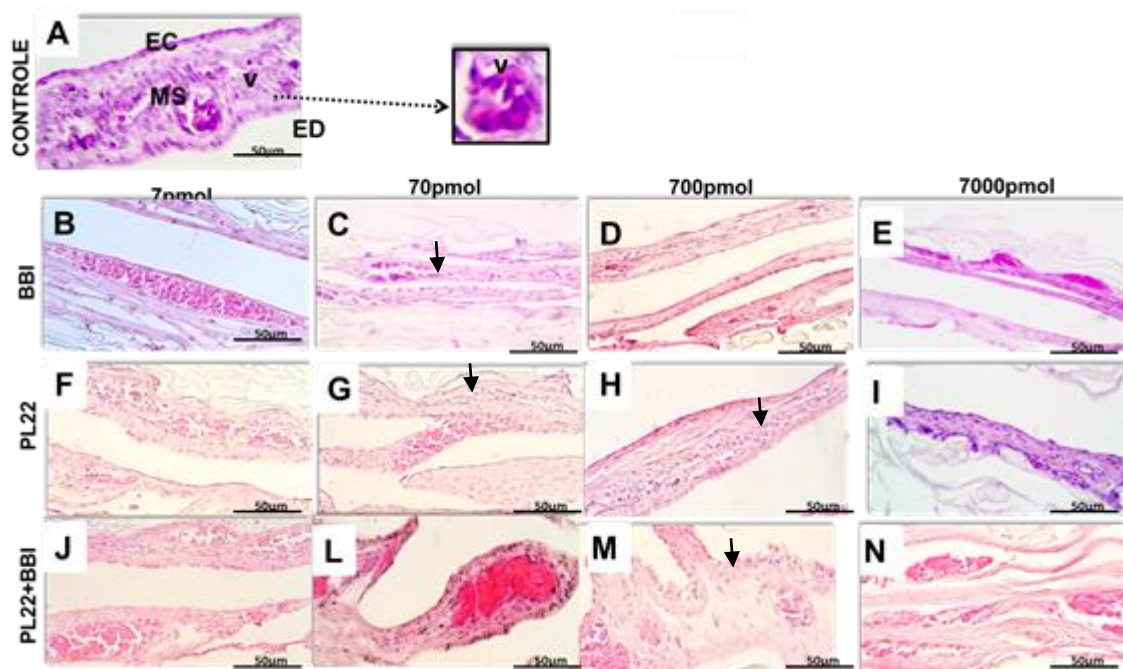 A
EC
V
V
MS
ED
50µm
CONTROLE
7pmol
70pmol
700pmol
7000pmol
BBI
B
50µm
C
50µm
D
50µm
E
50µm
PL22
F
50µm
G
50µm
H
50µm
I
50µm
PL22+BBI
J
50µm
L
50µm
M
50µm
N
50µm